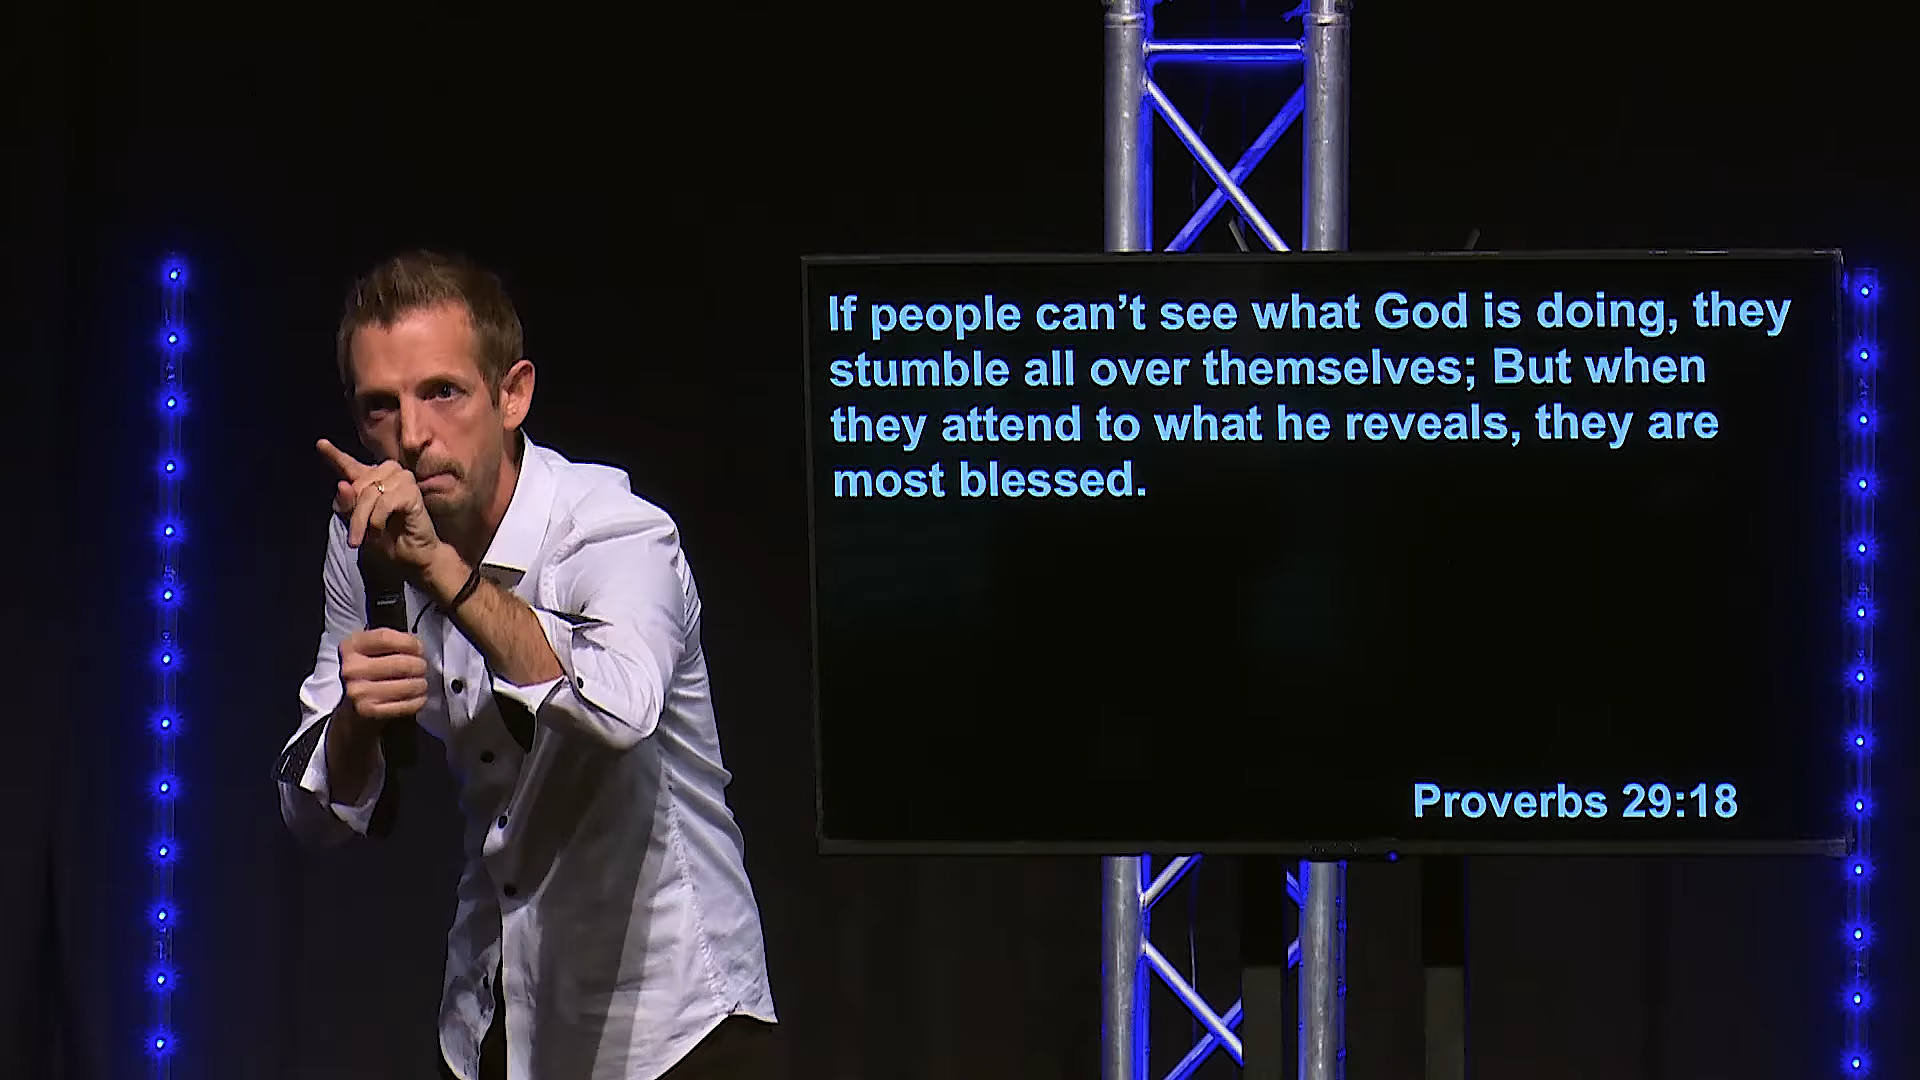 If people can’t see what God is doing, they
stumble all over themselves; But when
they attend to what he reveals, they are
most blessed.
Proverbs 29:18